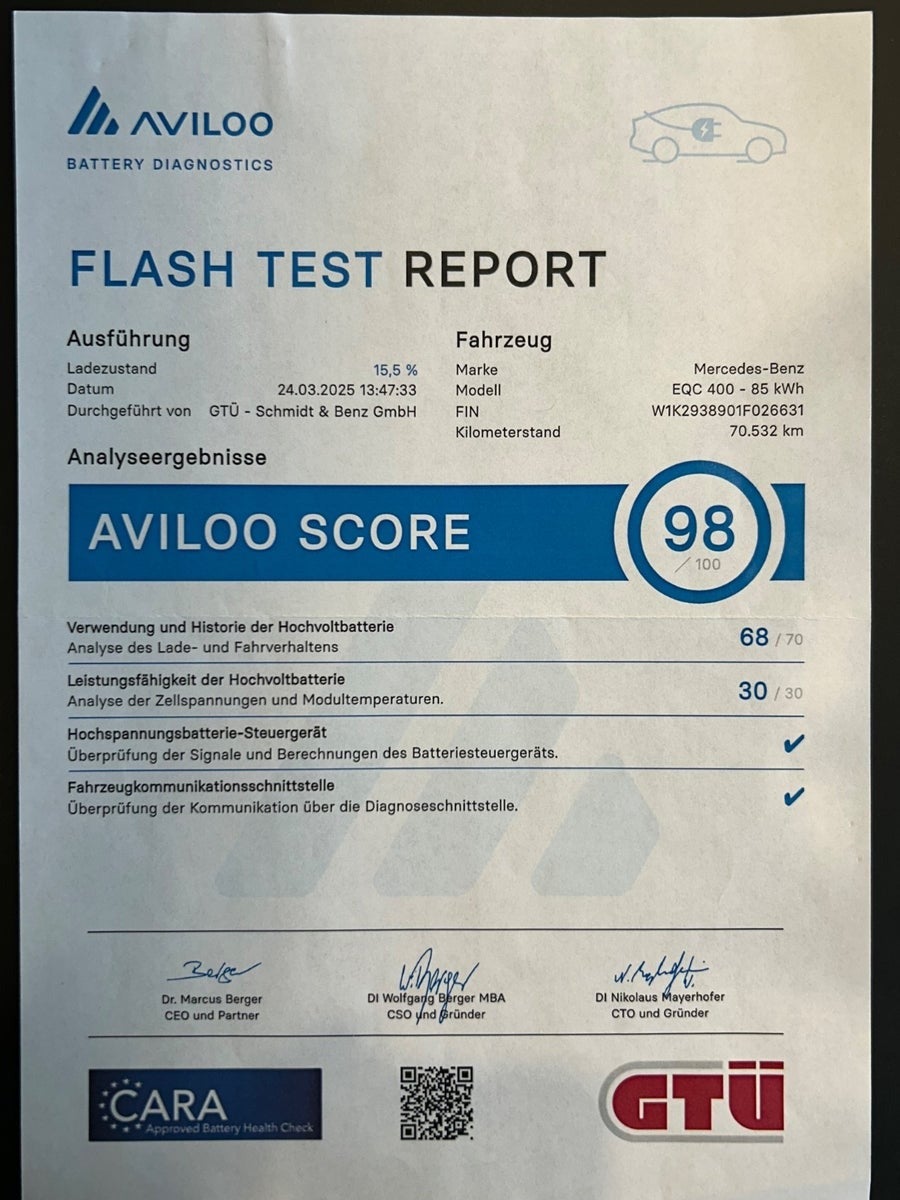 AVILOO
BATTERY DIAGNOSTICS
FLASH TEST REPORT
Ausführung
Ladezustand 15,5 %
Datum 24.03.2025 13:47:33
Durchgeführt von GTÜ - Schmidt & Benz GmbH
Fahrzeug
Marke Mercedes-Benz
Modell EQC 400 - 85 kWh
FIN W1K2938901F026631
Kilometerstand 70.532 km
Analyseergebnisse
AVILOO SCORE 98 / 100
Verwendung und Historie der Hochvoltbatterie
Analyse des Lade- und Fahrverhaltens
68 / 70
Leistungsfähigkeit der Hochvoltbatterie
Analyse der Zellspannungen und Modultemperaturen.
30 / 30
Hochspannungsbatterie-Steuergerät
Überprüfung der Signale und Berechnungen des Batteriesteuergeräts.
✔
Fahrzeugkommunikationsschnittstelle
Überprüfung der Kommunikation über die Diagnoseschnittstelle.
✔
Berger
Dr. Marcus Berger
CEO und Partner
W. Berger
DI Wolfgang Berger MBA
CSO und Gründer
DI Nikolaus Mayerhofer
CTO und Gründer
CARA
Approved Battery Health Check
GTÜ